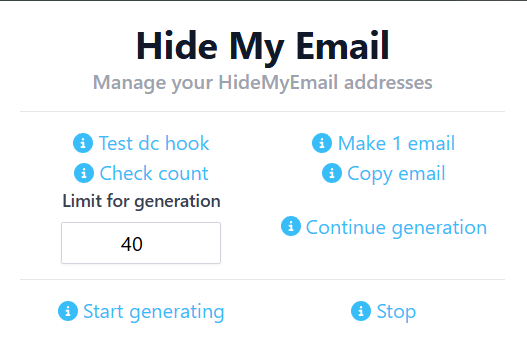 Hide My Email
Manage your HideMyEmail addresses
Test dc hook
Make 1 email
Check count
Copy email
Limit for generation
40
Continue generation
Start generating
Stop